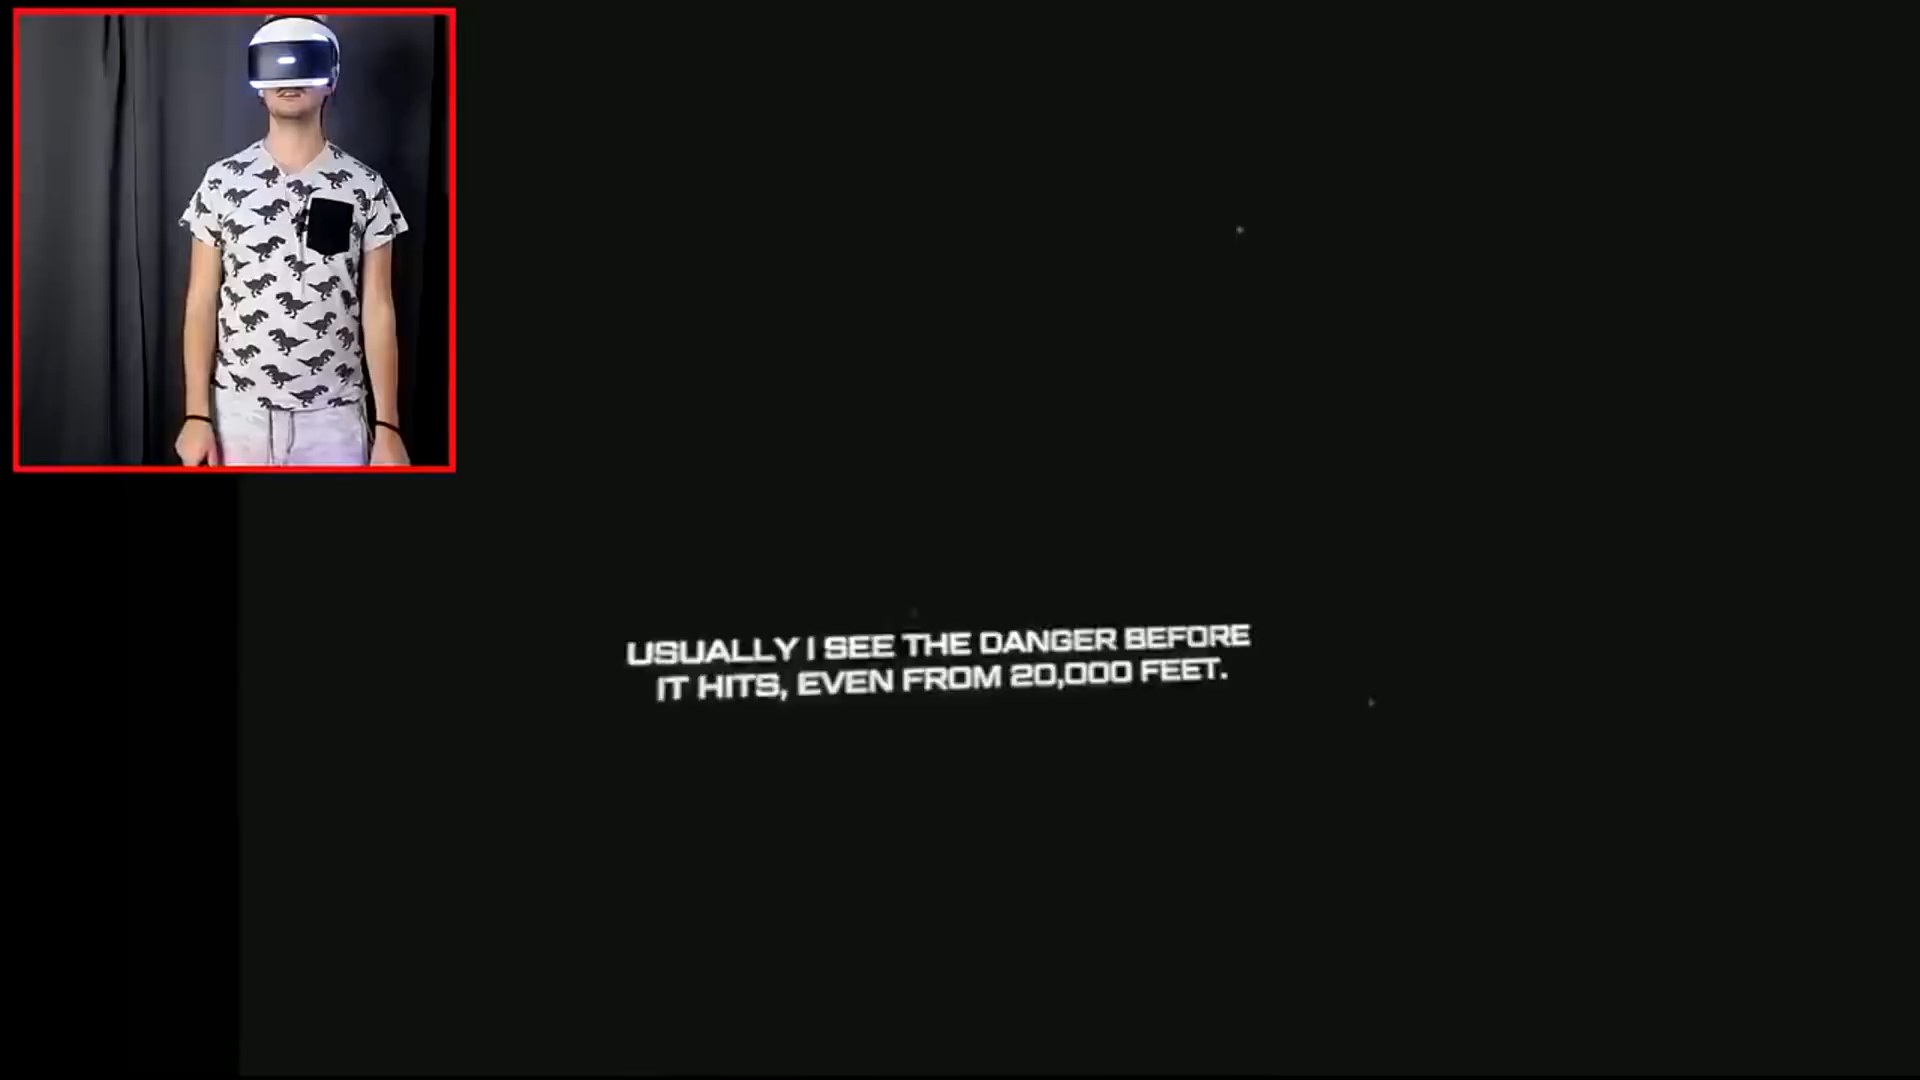 USUALLY I SEE THE DANGER BEFORE
IT HITS, EVEN FROM 20,000 FEET.